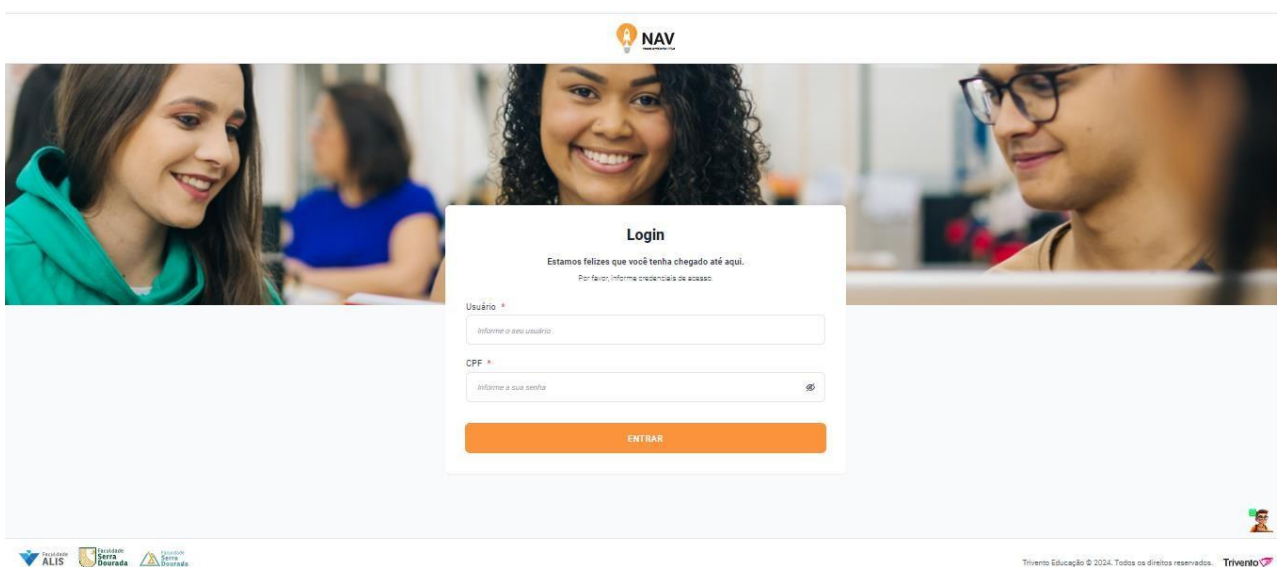 NAV
Login
Estamos felizes que você tenha chegado até aqui.
Por favor, informe credenciais de acesso.
Usuário *
Informe o seu usuário
CPF *
Informe a sua senha
ENTRAR
Faculdade
ALIS
Faculdade
Serra
Dourada
Faculdade
Serra
Dourada
Trivento Educação © 2024. Todos os direitos reservados.
Trivento